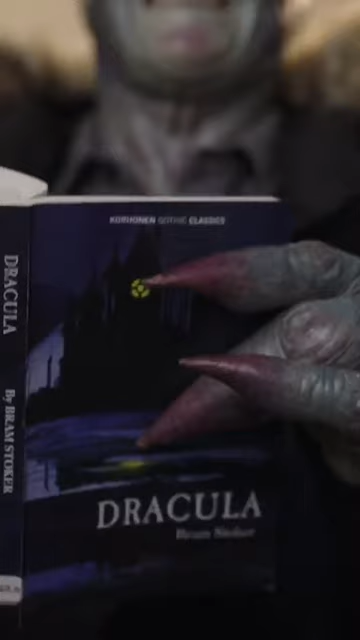 KORHONEN GOTHIC CLASSICS
DRACULA
Bram Stoker
DRACULA
By BRAM STOKER